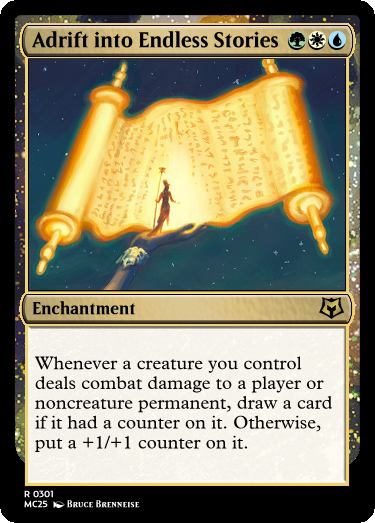 Adrift into Endless Stories
Enchantment
Whenever a creature you control
deals combat damage to a player or
noncreature permanent, draw a card
if it had a counter on it. Otherwise,
put a +1/+1 counter on it.
R 0301
MC25 Bruce Brenneise